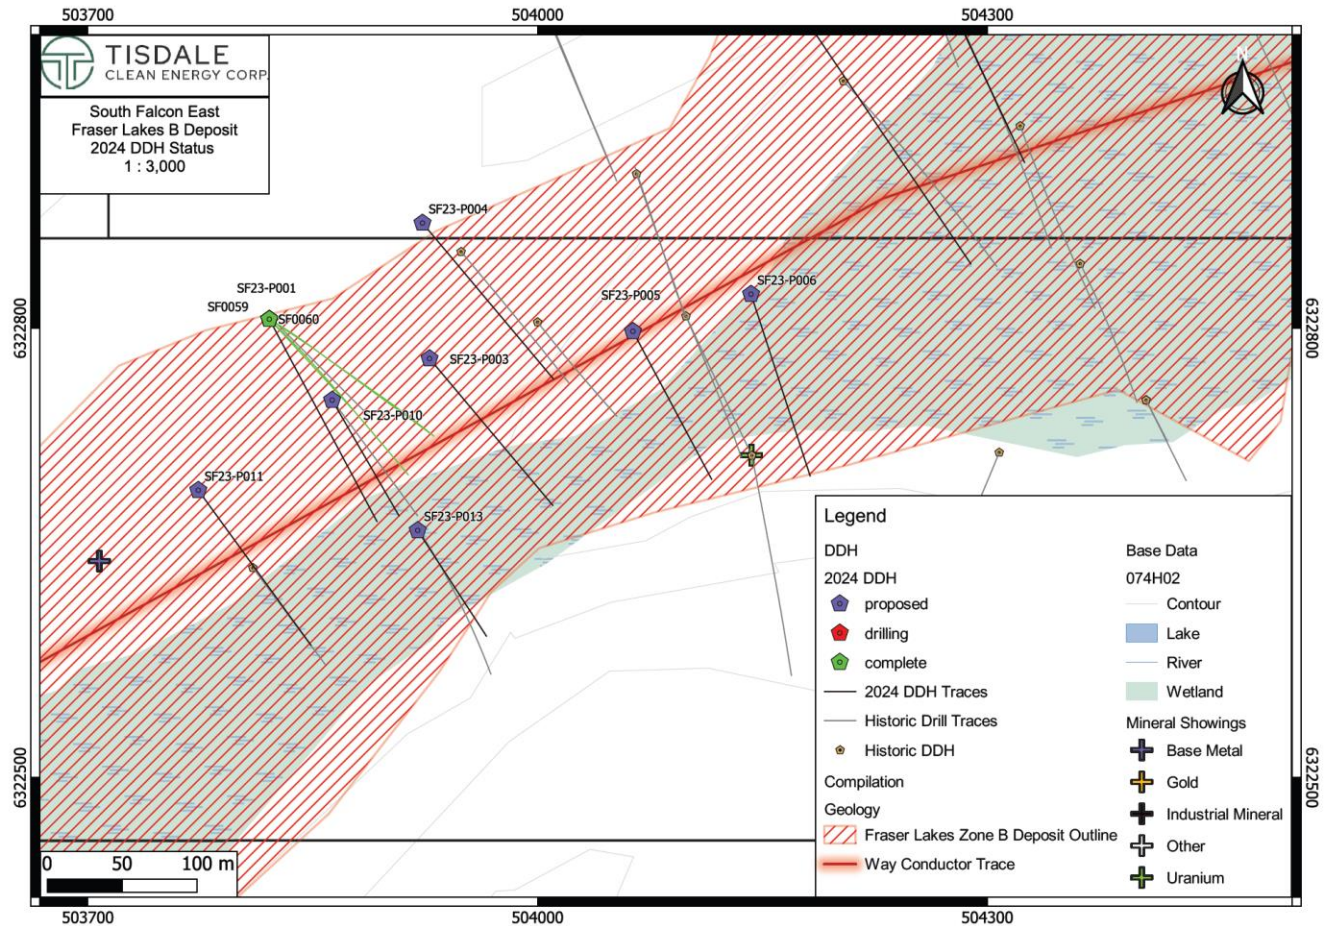 503700
504000
504300
TISDALE
CLEAN ENERGY CORP.
South Falcon East
Fraser Lakes B Deposit
2024 DDH Status
1 : 3,000
N
SF23-P004
SF23-P001
SF0059
SF0060
SF23-P005
SF23-P006
SF23-P003
SF23-P010
SF23-P011
SF23-P013
6322800
6322800
6322500
6322500
Legend
DDH
2024 DDH
proposed
drilling
complete
2024 DDH Traces
Historic Drill Traces
Historic DDH
Compilation
Geology
Fraser Lakes Zone B Deposit Outline
Way Conductor Trace
Base Data
074H02
Contour
Lake
River
Wetland
Mineral Showings
Base Metal
Gold
Industrial Mineral
Other
Uranium
0 50 100 m
503700
504000
504300